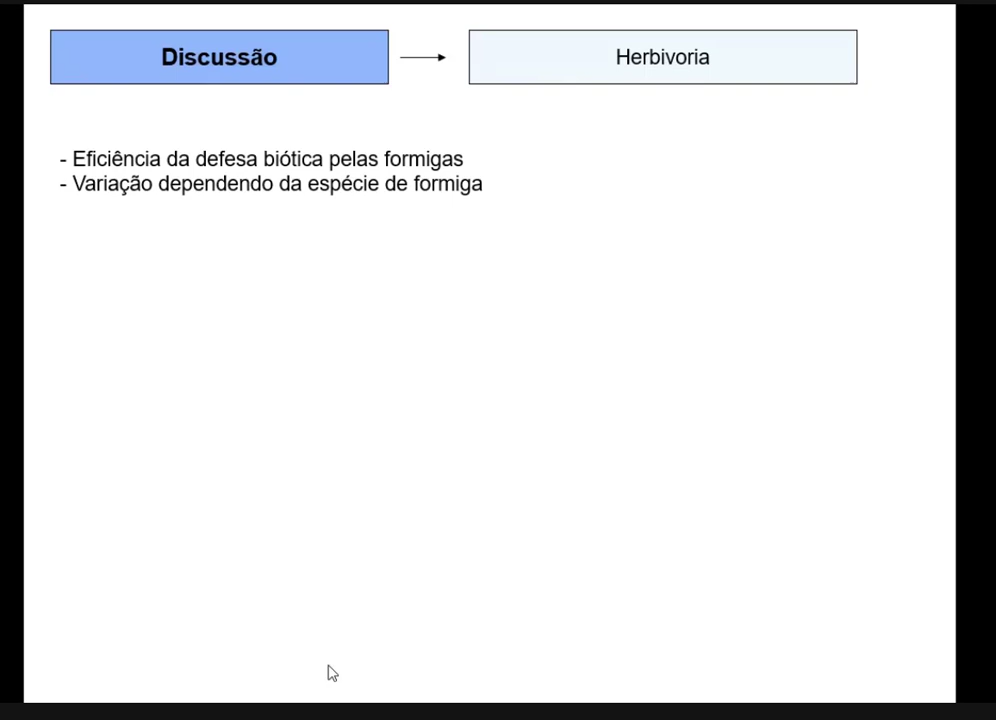 Discussão
Herbivoria
- Eficiência da defesa biótica pelas formigas
- Variação dependendo da espécie de formiga